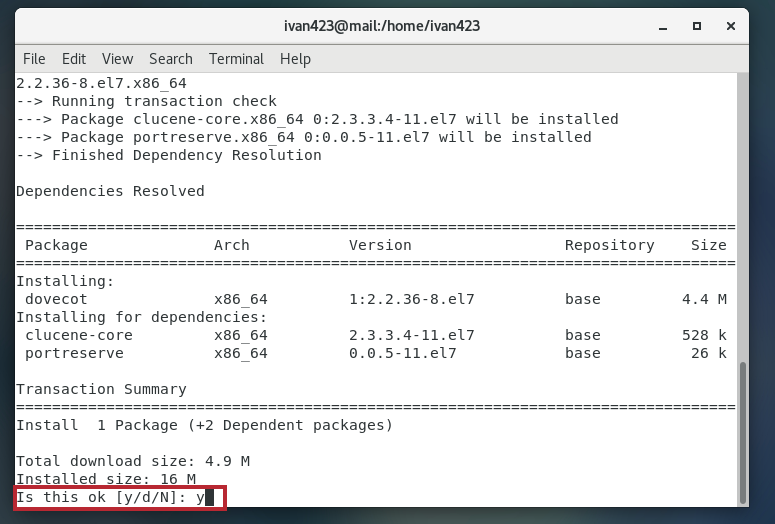 ivan423@mail:/home/ivan423
File Edit View Search Terminal Help
2.2.36-8.el7.x86_64
--> Running transaction check
---> Package clucene-core.x86_64 0:2.3.3.4-11.el7 will be installed
---> Package portreserve.x86_64 0:0.0.5-11.el7 will be installed
--> Finished Dependency Resolution
Dependencies Resolved
================================================================================
Package Arch Version Repository Size
================================================================================
Installing:
dovecot x86_64 1:2.2.36-8.el7 base 4.4 M
Installing for dependencies:
clucene-core x86_64 2.3.3.4-11.el7 base 528 k
portreserve x86_64 0.0.5-11.el7 base 26 k
Transaction Summary
================================================================================
Install 1 Package (+2 Dependent packages)
Total download size: 4.9 M
Installed size: 16 M
Is this ok [y/d/N]: y